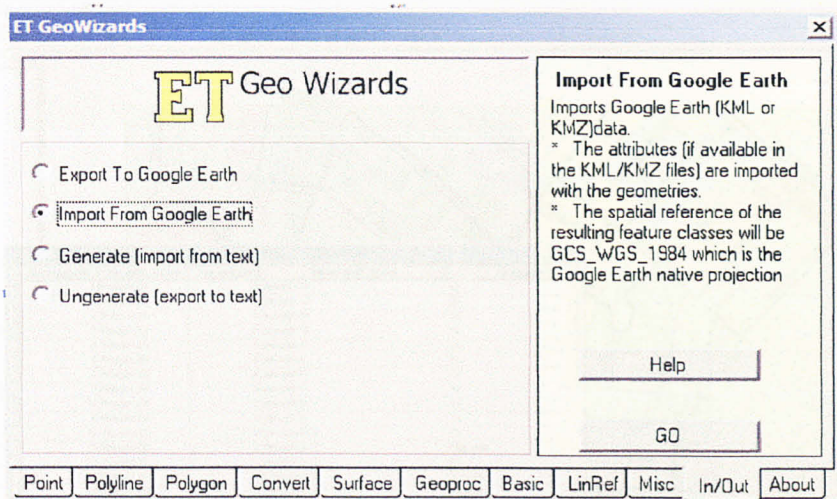 ET GeoWizards
ET Geo Wizards
Export To Google Earth
Import From Google Earth
Generate (import from text)
Ungenerate (export to text)
Import From Google Earth
Imports Google Earth (KML or
KMZ)data.
* The attributes (if available in
the KML/KMZ files) are imported
with the geometries.
* The spatial reference of the
resulting feature classes will be
GCS_WGS_1984 which is the
Google Earth native projection
Help
GO
Point Polyline Polygon Convert Surface Geoproc Basic LinRef Misc In/Out About